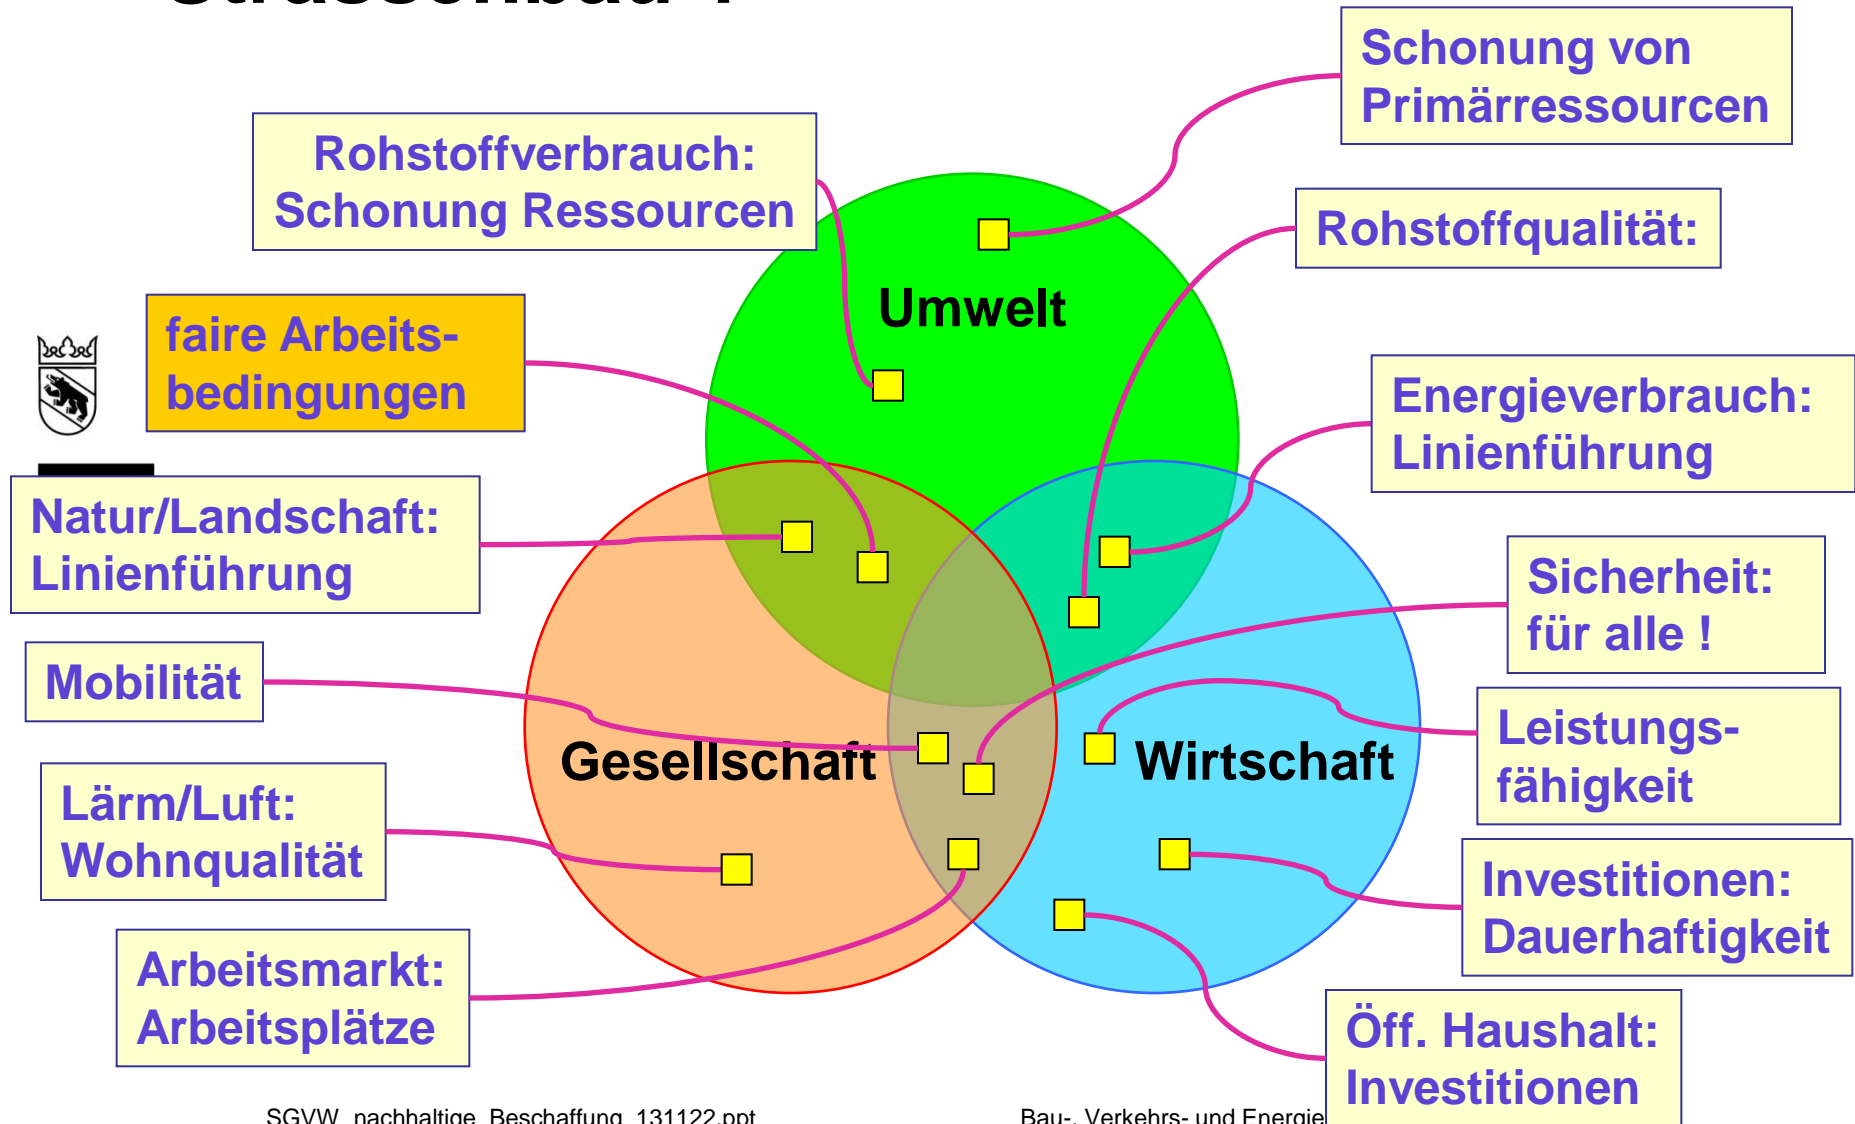 Schonung von
Primärressourcen
Rohstoffverbrauch:
Schonung Ressourcen
Rohstoffqualität:
Umwelt
faire Arbeits-
bedingungen
Energieverbrauch:
Linienführung
Natur/Landschaft:
Linienführung
Sicherheit:
für alle !
Mobilität
Leistungs-
fähigkeit
Gesellschaft
Wirtschaft
Lärm/Luft:
Wohnqualität
Investitionen:
Dauerhaftigkeit
Arbeitsmarkt:
Arbeitsplätze
Öff. Haushalt:
Investitionen
SGVW_nachhaltige_Beschaffung_131122.ppt
Bau-, Verkehrs- und Energie